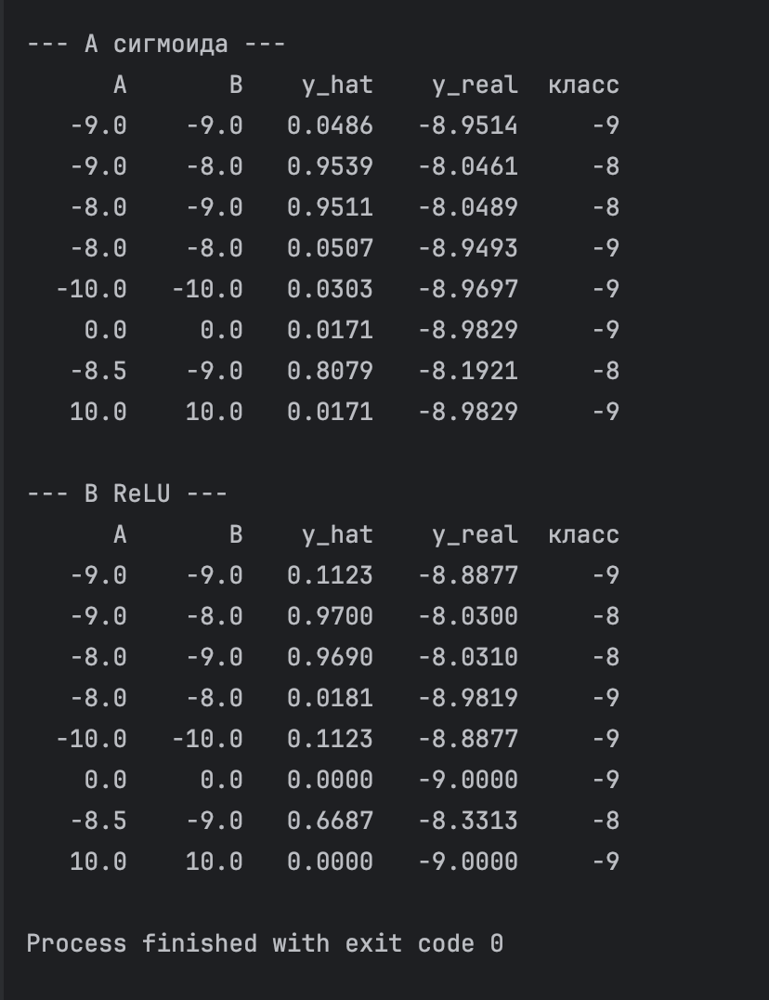 --- A сигмоида ---
A B y_hat y_real класс
-9.0 -9.0 0.0486 -8.9514 -9
-9.0 -8.0 0.9539 -8.0461 -8
-8.0 -9.0 0.9511 -8.0489 -8
-8.0 -8.0 0.0507 -8.9493 -9
-10.0 -10.0 0.0303 -8.9697 -9
0.0 0.0 0.0171 -8.9829 -9
-8.5 -9.0 0.8079 -8.1921 -8
10.0 10.0 0.0171 -8.9829 -9
--- B ReLU ---
A B y_hat y_real класс
-9.0 -9.0 0.1123 -8.8877 -9
-9.0 -8.0 0.9700 -8.0300 -8
-8.0 -9.0 0.9690 -8.0310 -8
-8.0 -8.0 0.0181 -8.9819 -9
-10.0 -10.0 0.1123 -8.8877 -9
0.0 0.0 0.0000 -9.0000 -9
-8.5 -9.0 0.6687 -8.3313 -8
10.0 10.0 0.0000 -9.0000 -9
Process finished with exit code 0